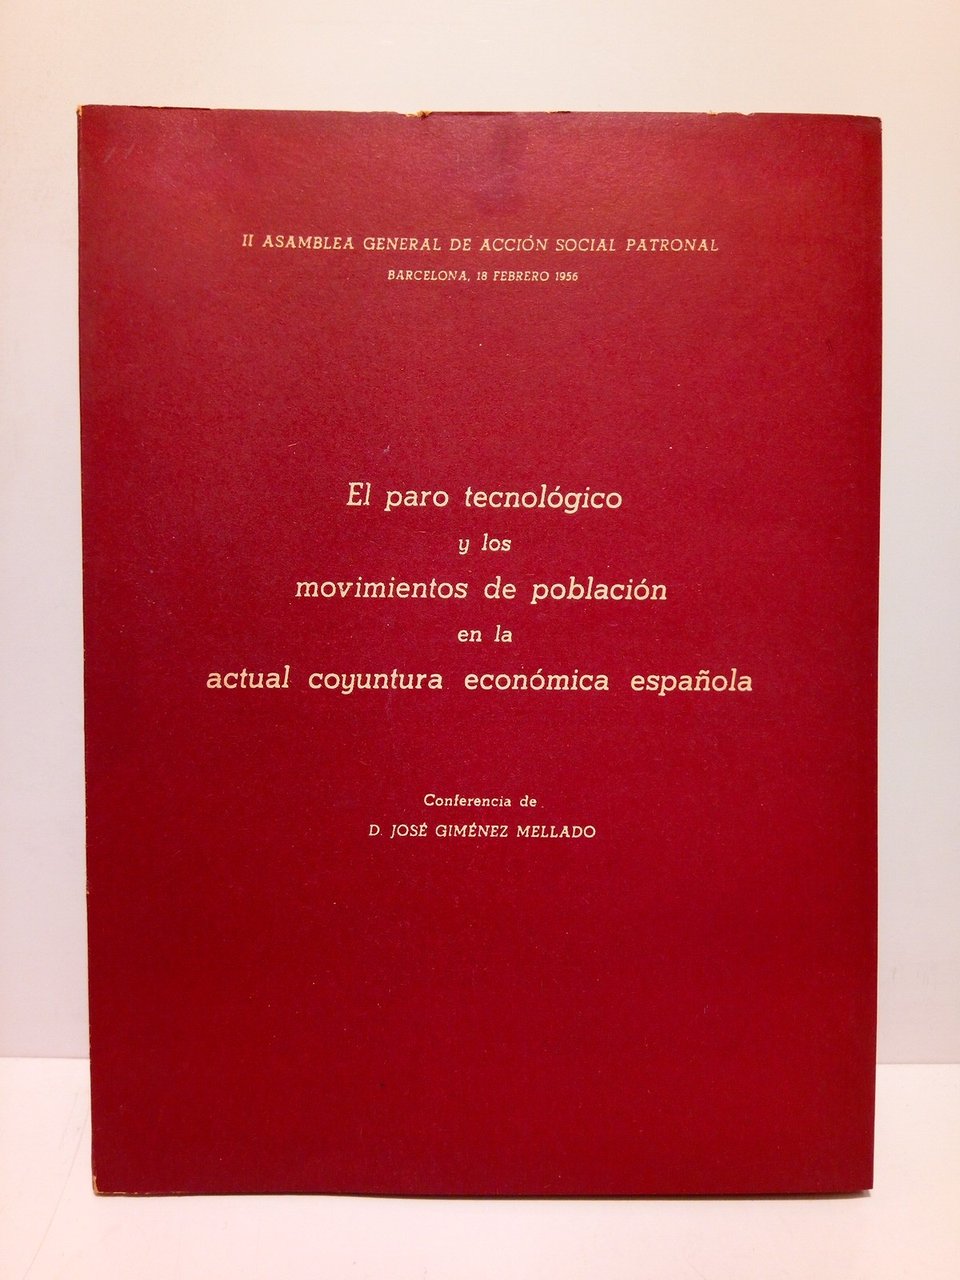 II ASAMBLEA GENERAL DE ACCIÓN SOCIAL PATRONAL
BARCELONA, 18 FEBRERO 1956
El paro tecnológico
y los
movimientos de población
en la
actual coyuntura económica española
Conferencia de
D. JOSÉ GIMÉNEZ MELLADO